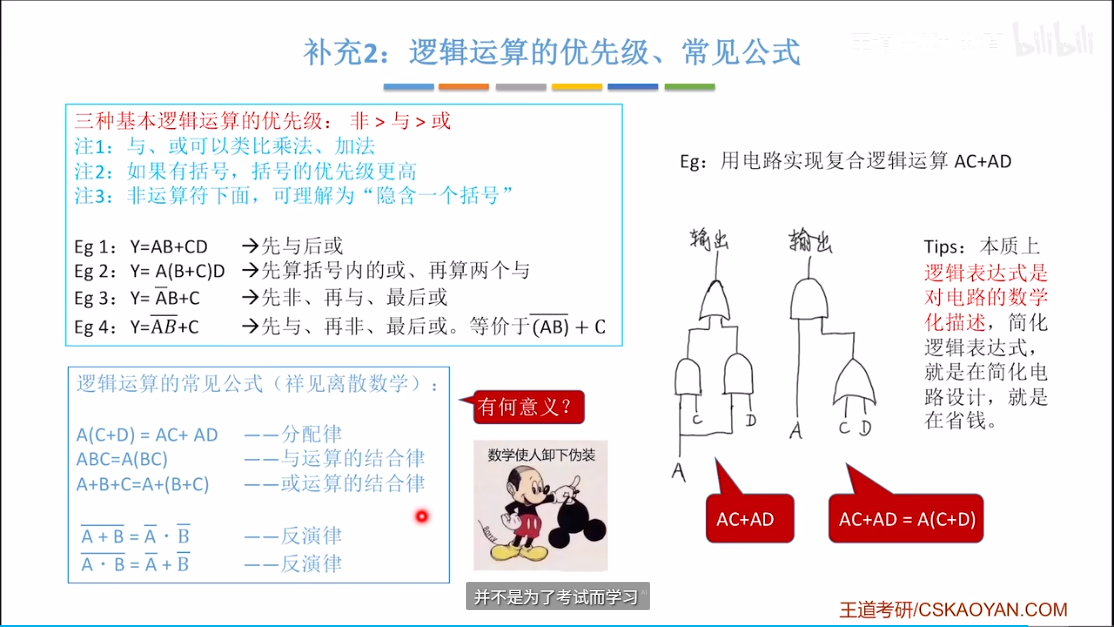 补充2：逻辑运算的优先级、常见公式
bilibili
三种基本逻辑运算的优先级： 非 > 与 > 或
注1：与、或可以类比乘法、加法
注2：如果有括号，括号的优先级更高
注3：非运算符下面，可理解为“隐含一个括号”
Eg 1：Y=AB+CD →先与后或
Eg 2：Y= A(B+C)D →先算括号内的或、再算两个与
Eg 3：Y= A̅B+C →先非、再与、最后或
Eg 4：Y=A̅B̅+C →先与、再非、最后或。等价于(̅A̅B̅)̅ + C
逻辑运算的常见公式（祥见离散数学）：
A(C+D) = AC+ AD ——分配律
ABC=A(BC) ——与运算的结合律
A+B+C=A+(B+C) ——或运算的结合律
A̅ ̅+̅ ̅B̅ = A̅ · B̅ ——反演律
A̅ ̅·̅ ̅B̅ = A̅ + B̅ ——反演律
有何意义？
数学使人卸下伪装
Eg：用电路实现复合逻辑运算 AC+AD
输出 输出
C D
A
A C D
AC+AD
AC+AD = A(C+D)
Tips：本质上
逻辑表达式是
对电路的数学
化描述，简化
逻辑表达式，
就是在简化电
路设计，就是
在省钱。
并不是为了考试而学习
王道考研/CSKAOYAN.COM